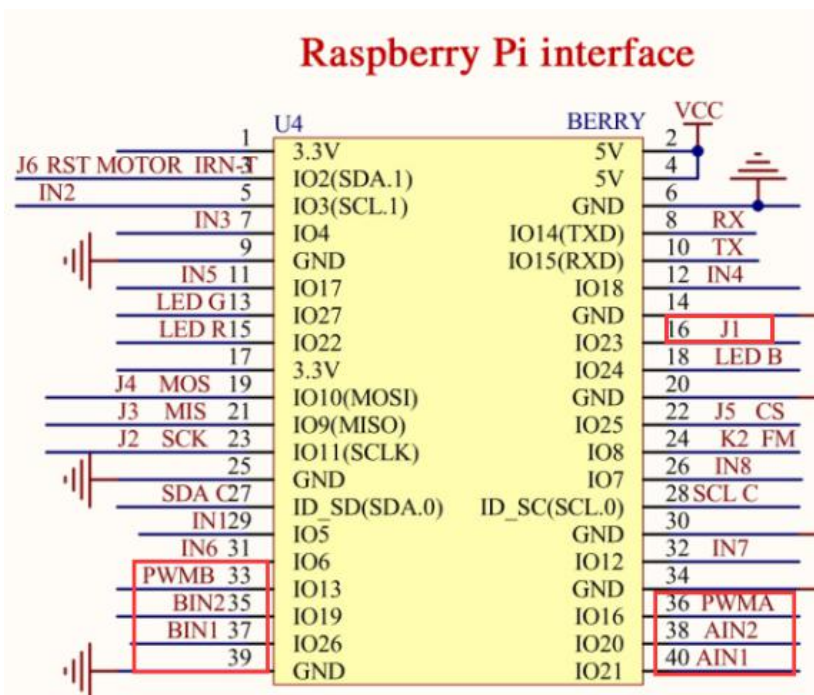 Raspberry Pi interface
VCC
U4 BERRY
1 3.3V 5V 2
J6 RST MOTOR IRN-T 3 IO2(SDA.1) 5V 4
IN2 5 IO3(SCL.1) GND 6
IN3 7 IO4 IO14(TXD) 8 RX
9 GND IO15(RXD) 10 TX
IN5 11 IO17 IO18 12 IN4
LED G 13 IO27 GND 14
LED R 15 IO22 IO23 16 J1
17 3.3V IO24 18 LED B
J4 MOS 19 IO10(MOSI) GND 20
J3 MIS 21 IO9(MISO) IO25 22 J5 CS
J2 SCK 23 IO11(SCLK) IO8 24 K2 FM
25 GND IO7 26 IN8
SDA C 27 ID_SD(SDA.0) ID_SC(SCL.0) 28 SCL C
IN1 29 IO5 GND 30
IN6 31 IO6 IO12 32 IN7
PWMB 33 IO13 GND 34
BIN2 35 IO19 IO16 36 PWMA
BIN1 37 IO26 IO20 38 AIN2
39 GND IO21 40 AIN1